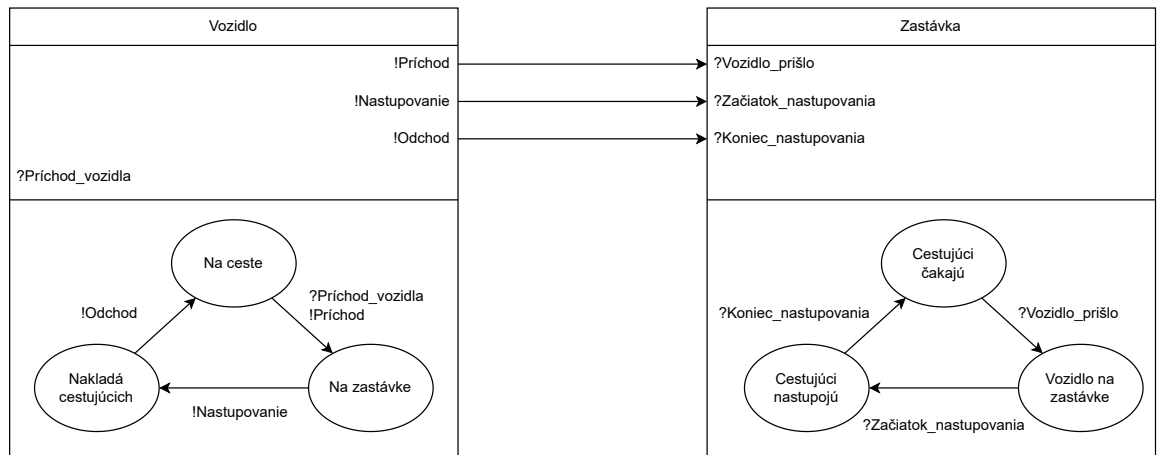 Vozidlo
!Príchod
!Nastupovanie
!Odchod
?Príchod_vozidla
Na ceste
?Príchod_vozidla
!Príchod
!Odchod
Nakladá
cestujúcich
Na zastávke
!Nastupovanie
Zastávka
?Vozidlo_prišlo
?Začiatok_nastupovania
?Koniec_nastupovania
Cestujúci
čakajú
?Koniec_nastupovania
?Vozidlo_prišlo
Cestujúci
nastupojú
Vozidlo na
zastávke
?Začiatok_nastupovania